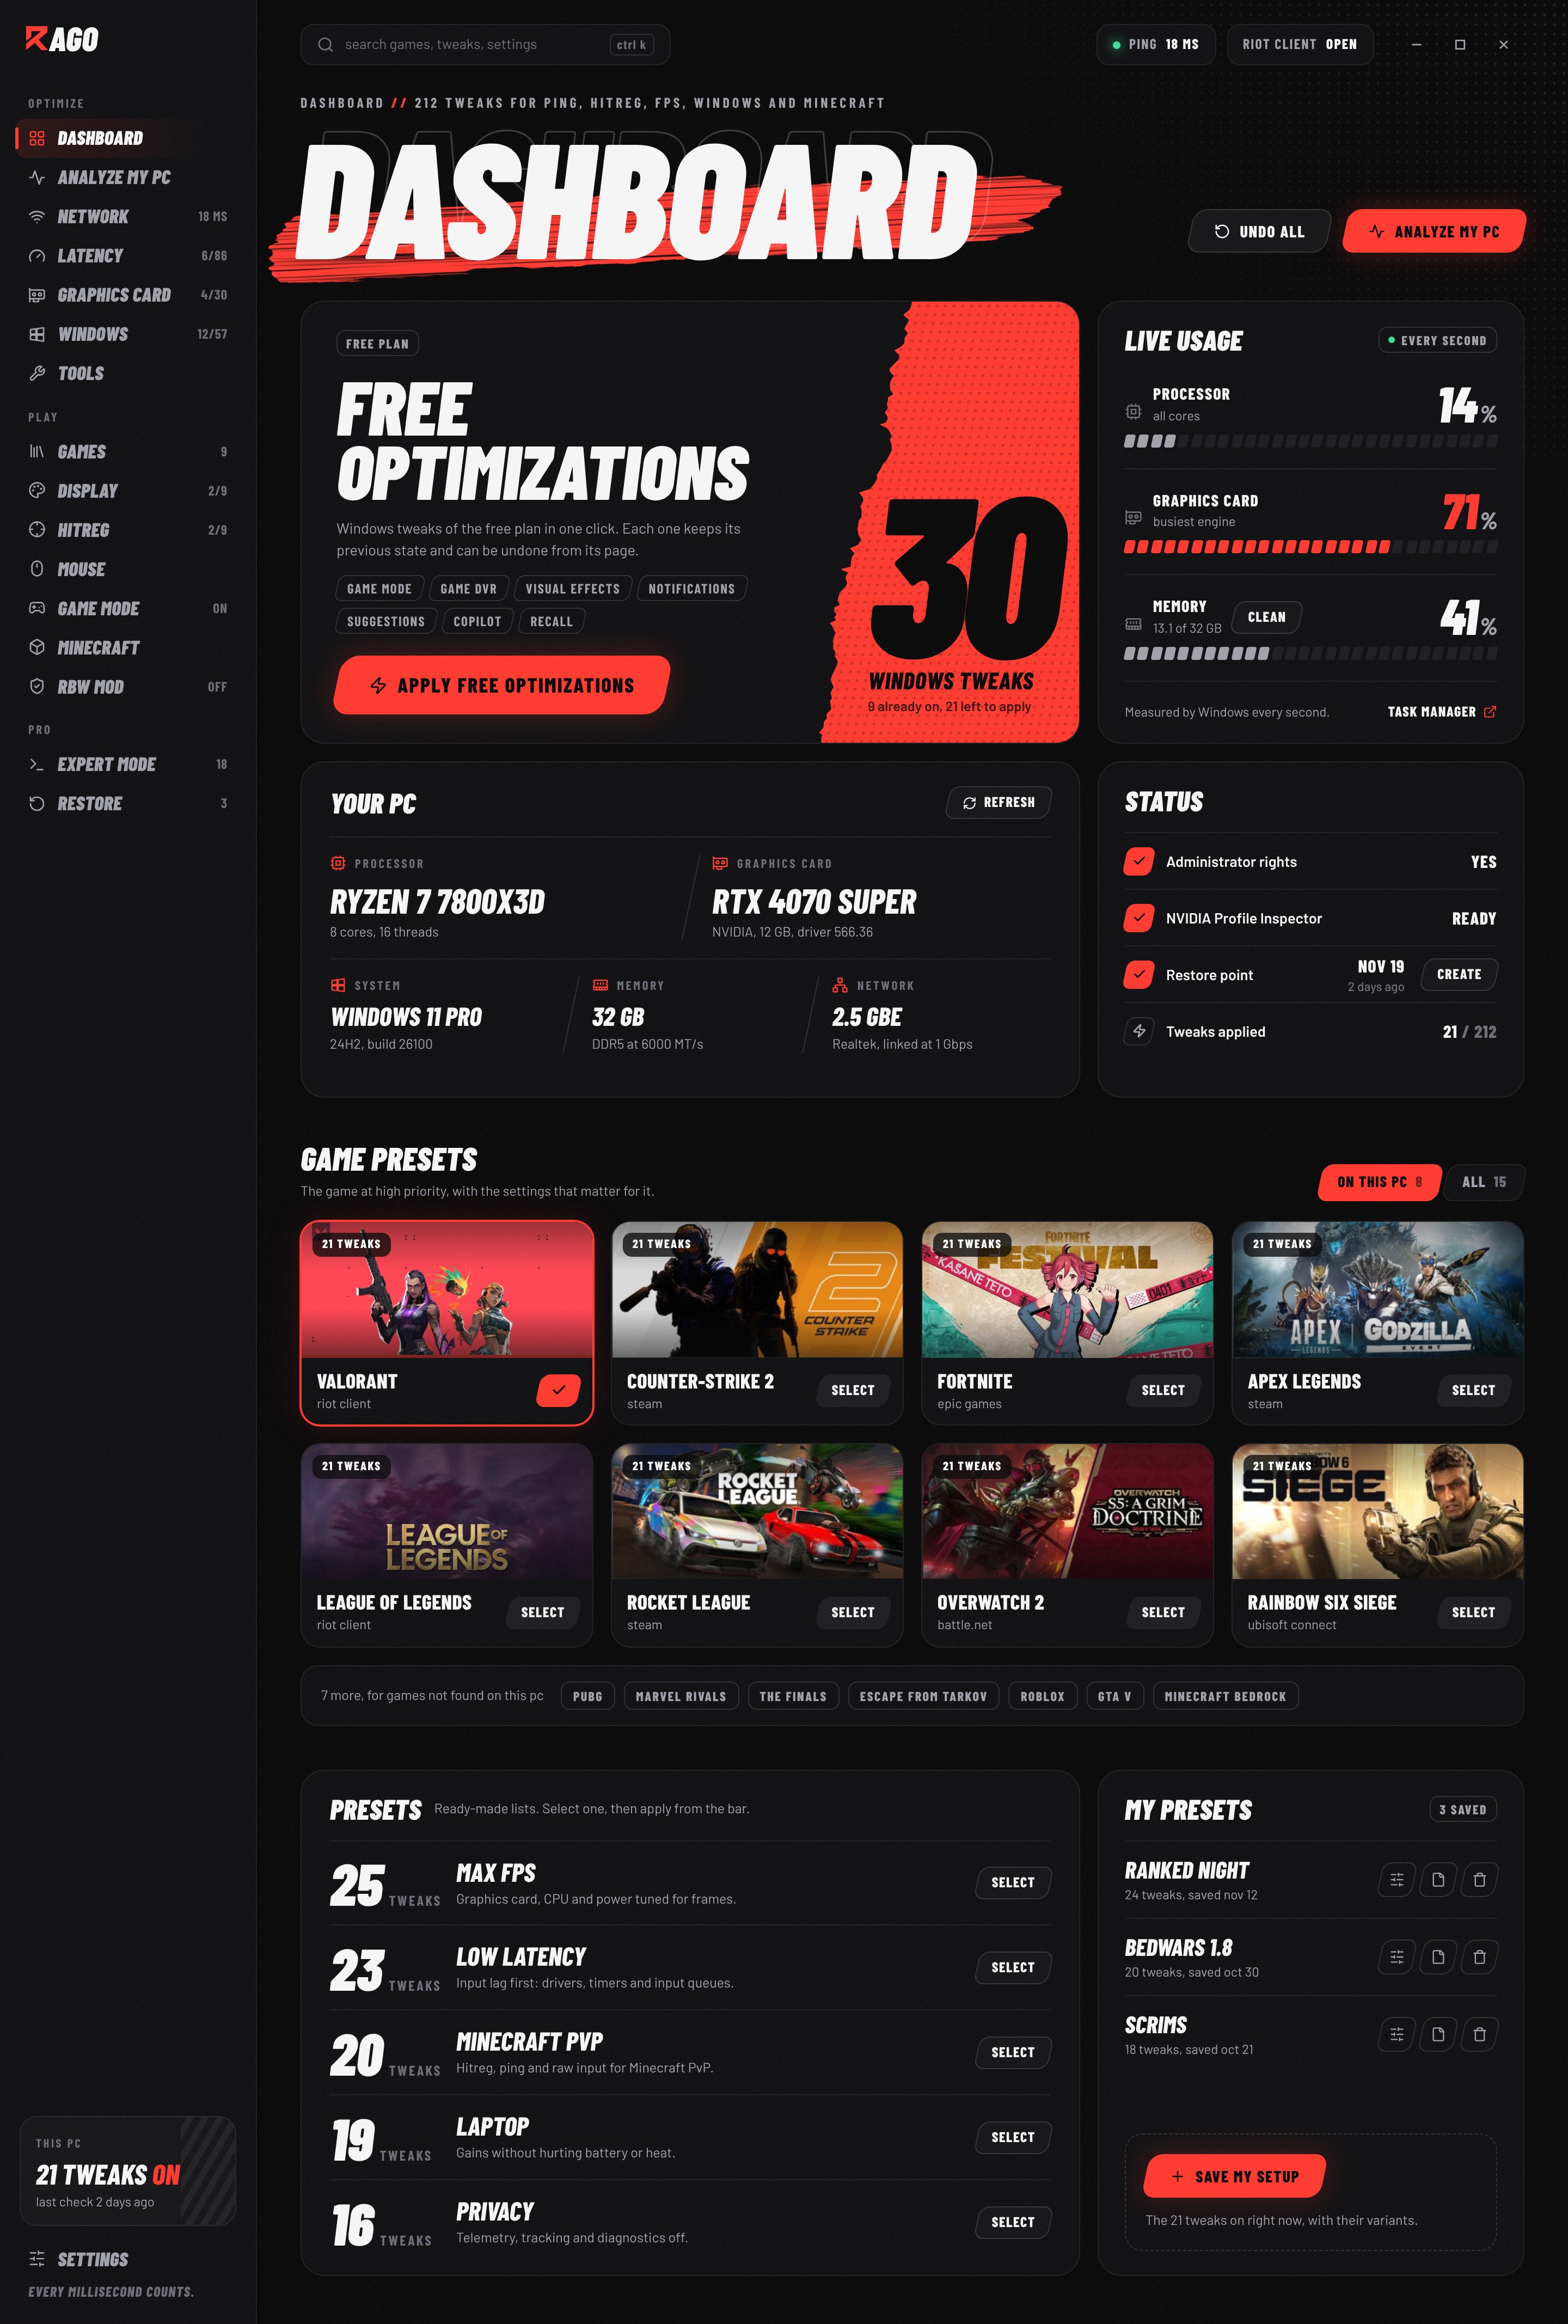 RAGO
OPTIMIZE
DASHBOARD
ANALYZE MY PC
NETWORK 18 MS
LATENCY 6/86
GRAPHICS CARD 4/30
WINDOWS 12/57
TOOLS
PLAY
GAMES 9
DISPLAY 2/9
HITREG 2/9
MOUSE
GAME MODE ON
MINECRAFT
RBW MOD OFF
PRO
EXPERT MODE 18
RESTORE 3
THIS PC
21 TWEAKS ON
last check 2 days ago
SETTINGS
EVERY MILLISECOND COUNTS.
search games, tweaks, settings ctrl k
PING 18 MS
RIOT CLIENT OPEN
DASHBOARD // 212 TWEAKS FOR PING, HITREG, FPS, WINDOWS AND MINECRAFT
DASHBOARD
UNDO ALL
ANALYZE MY PC
FREE PLAN
FREE
OPTIMIZATIONS
Windows tweaks of the free plan in one click. Each one keeps its
previous state and can be undone from its page.
GAME MODE GAME DVR VISUAL EFFECTS NOTIFICATIONS
SUGGESTIONS COPILOT RECALL
APPLY FREE OPTIMIZATIONS
30
WINDOWS TWEAKS
9 already on, 21 left to apply
LIVE USAGE EVERY SECOND
PROCESSOR
all cores
14%
GRAPHICS CARD
busiest engine
71%
MEMORY
13.1 of 32 GB
CLEAN
41%
Measured by Windows every second. TASK MANAGER
YOUR PC REFRESH
PROCESSOR
RYZEN 7 7800X3D
8 cores, 16 threads
GRAPHICS CARD
RTX 4070 SUPER
NVIDIA, 12 GB, driver 566.36
SYSTEM
WINDOWS 11 PRO
24H2, build 26100
MEMORY
32 GB
DDR5 at 6000 MT/s
NETWORK
2.5 GBE
Realtek, linked at 1 Gbps
STATUS
Administrator rights YES
NVIDIA Profile Inspector READY
Restore point NOV 19
2 days ago
CREATE
Tweaks applied 21 / 212
GAME PRESETS
The game at high priority, with the settings that matter for it.
ON THIS PC 8 ALL 15
21 TWEAKS
VALORANT
riot client
21 TWEAKS
2
COUNTER
STRIKE
COUNTER-STRIKE 2
steam
SELECT
21 TWEAKS
FORTNITE
FESTIVAL
KASANE TETO
0401
KASANE TETO
FORTNITE
epic games
SELECT
21 TWEAKS
APEX
LEGENDS
GODZILLA
EVENT
APEX LEGENDS
steam
SELECT
21 TWEAKS
LEAGUE OF
LEGENDS
LEAGUE OF LEGENDS
riot client
SELECT
21 TWEAKS
ROCKET
LEAGUE
ROCKET LEAGUE
steam
SELECT
21 TWEAKS
OVERWATCH
S5: A GRIM
DOCTRINE
OVERWATCH 2
battle.net
SELECT
21 TWEAKS
SIEGE
RAINBOW SIX SIEGE
ubisoft connect
SELECT
7 more, for games not found on this pc PUBG MARVEL RIVALS THE FINALS ESCAPE FROM TARKOV ROBLOX GTA V MINECRAFT BEDROCK
PRESETS Ready-made lists. Select one, then apply from the bar.
25 TWEAKS
MAX FPS
Graphics card, CPU and power tuned for frames.
SELECT
23 TWEAKS
LOW LATENCY
Input lag first: drivers, timers and input queues.
SELECT
20 TWEAKS
MINECRAFT PVP
Hitreg, ping and raw input for Minecraft PvP.
SELECT
19 TWEAKS
LAPTOP
Gains without hurting battery or heat.
SELECT
16 TWEAKS
PRIVACY
Telemetry, tracking and diagnostics off.
SELECT
MY PRESETS 3 SAVED
RANKED NIGHT
24 tweaks, saved nov 12
BEDWARS 1.8
20 tweaks, saved oct 30
SCRIMS
18 tweaks, saved oct 21
SAVE MY SETUP
The 21 tweaks on right now, with their variants.